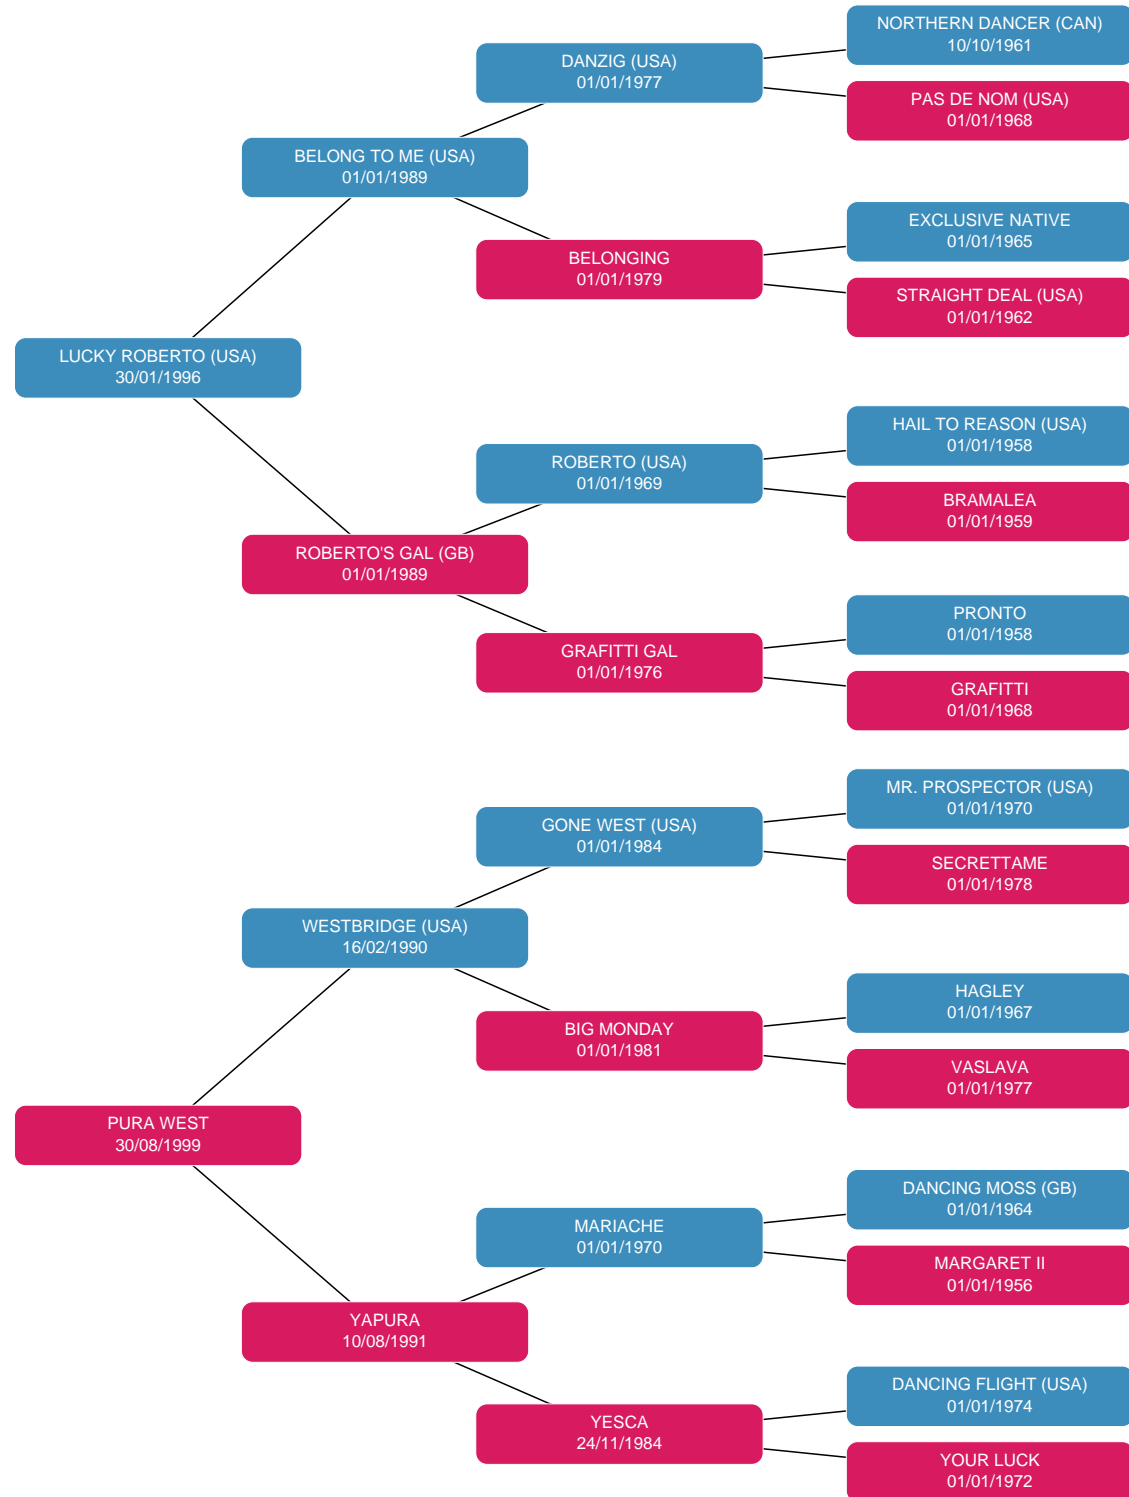 NORTHERN DANCER (CAN)
10/10/1961
DANZIG (USA)
01/01/1977
PAS DE NOM (USA)
01/01/1968
BELONG TO ME (USA)
01/01/1989
EXCLUSIVE NATIVE
01/01/1965
BELONGING
01/01/1979
STRAIGHT DEAL (USA)
01/01/1962
LUCKY ROBERTO (USA)
30/01/1996
HAIL TO REASON (USA)
01/01/1958
ROBERTO (USA)
01/01/1969
BRAMALEA
01/01/1959
ROBERTO'S GAL (GB)
01/01/1989
PRONTO
01/01/1958
GRAFITTI GAL
01/01/1976
GRAFITTI
01/01/1968
MR. PROSPECTOR (USA)
01/01/1970
GONE WEST (USA)
01/01/1984
SECRETTAME
01/01/1978
WESTBRIDGE (USA)
16/02/1990
HAGLEY
01/01/1967
BIG MONDAY
01/01/1981
VASLAVA
01/01/1977
PURA WEST
30/08/1999
DANCING MOSS (GB)
01/01/1964
MARIACHE
01/01/1970
MARGARET II
01/01/1956
YAPURA
10/08/1991
DANCING FLIGHT (USA)
01/01/1974
YESCA
24/11/1984
YOUR LUCK
01/01/1972